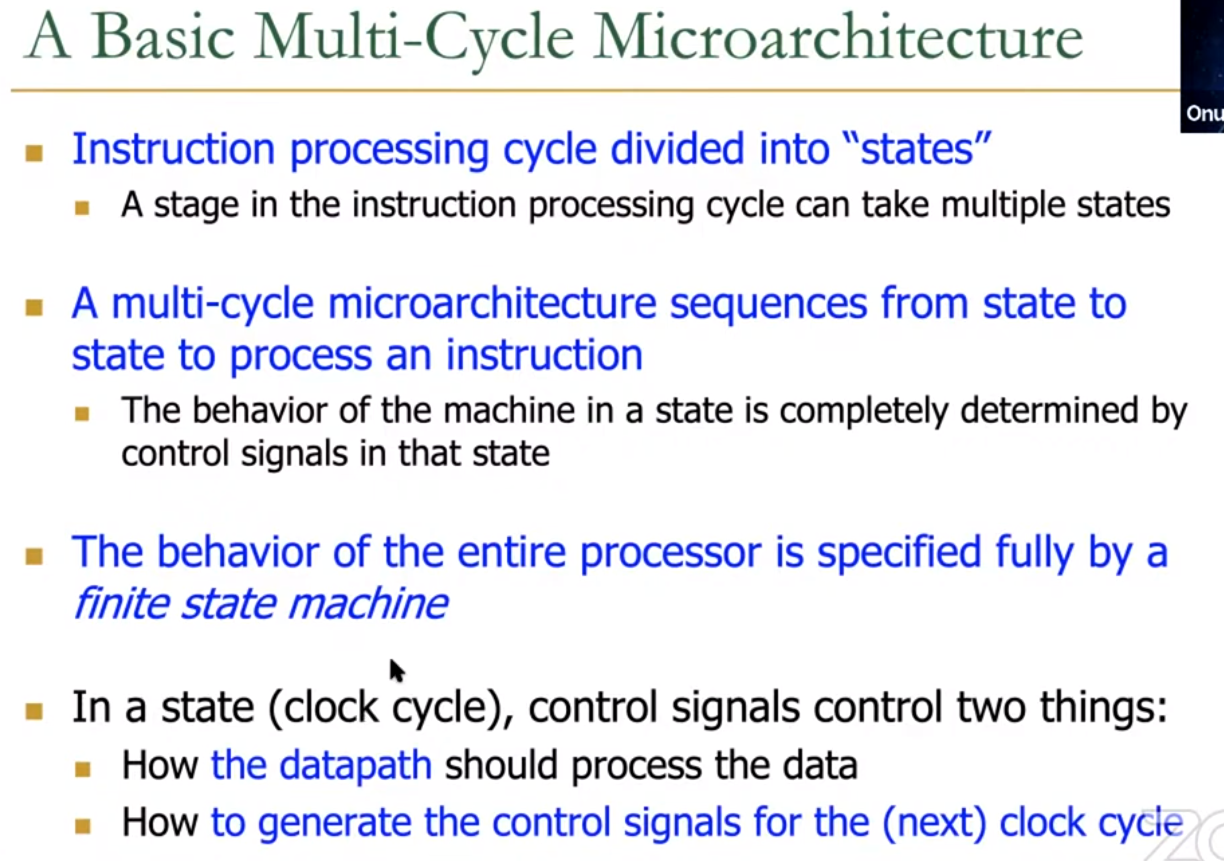 A Basic Multi-Cycle Microarchitecture
Onu
Instruction processing cycle divided into “states”
A stage in the instruction processing cycle can take multiple states
A multi-cycle microarchitecture sequences from state to
state to process an instruction
The behavior of the machine in a state is completely determined by
control signals in that state
The behavior of the entire processor is specified fully by a
finite state machine
In a state (clock cycle), control signals control two things:
How the datapath should process the data
How to generate the control signals for the (next) clock cycle